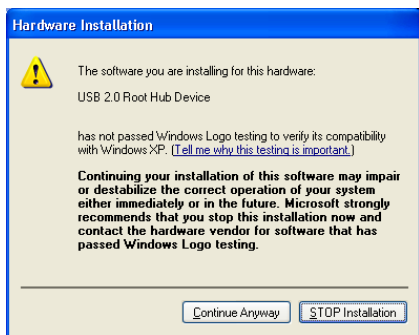 Hardware Installation
The software you are installing for this hardware:
USB 2.0 Root Hub Device
has not passed Windows Logo testing to verify its compatibility
with Windows XP. (Tell me why this testing is important.)
Continuing your installation of this software may impair
or destabilize the correct operation of your system
either immediately or in the future. Microsoft strongly
recommends that you stop this installation now and
contact the hardware vendor for software that has
passed Windows Logo testing.
Continue Anyway
STOP Installation